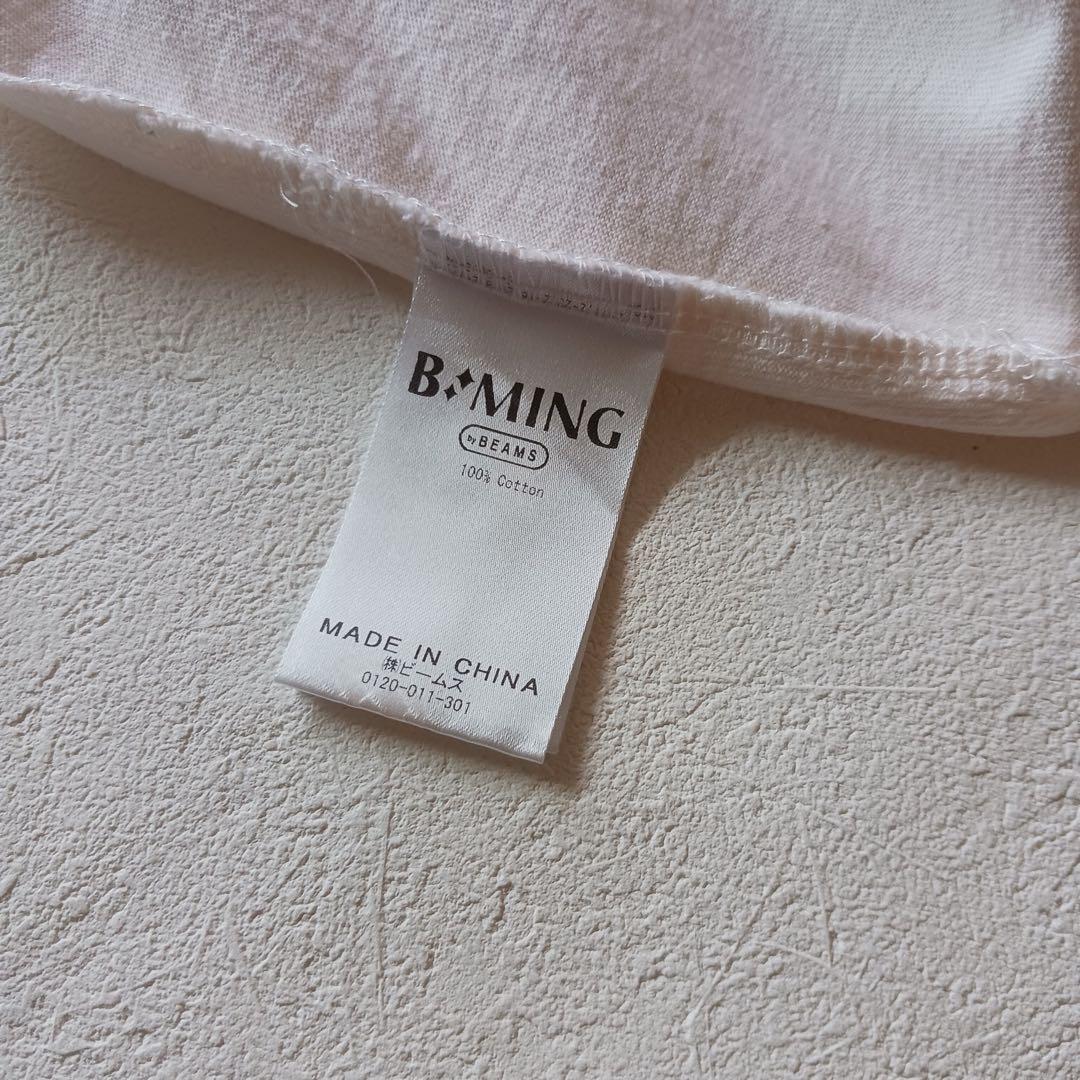 B:MING
by BEAMS
100% Cotton
MADE IN CHINA
㈱ビームス
0120-011-301